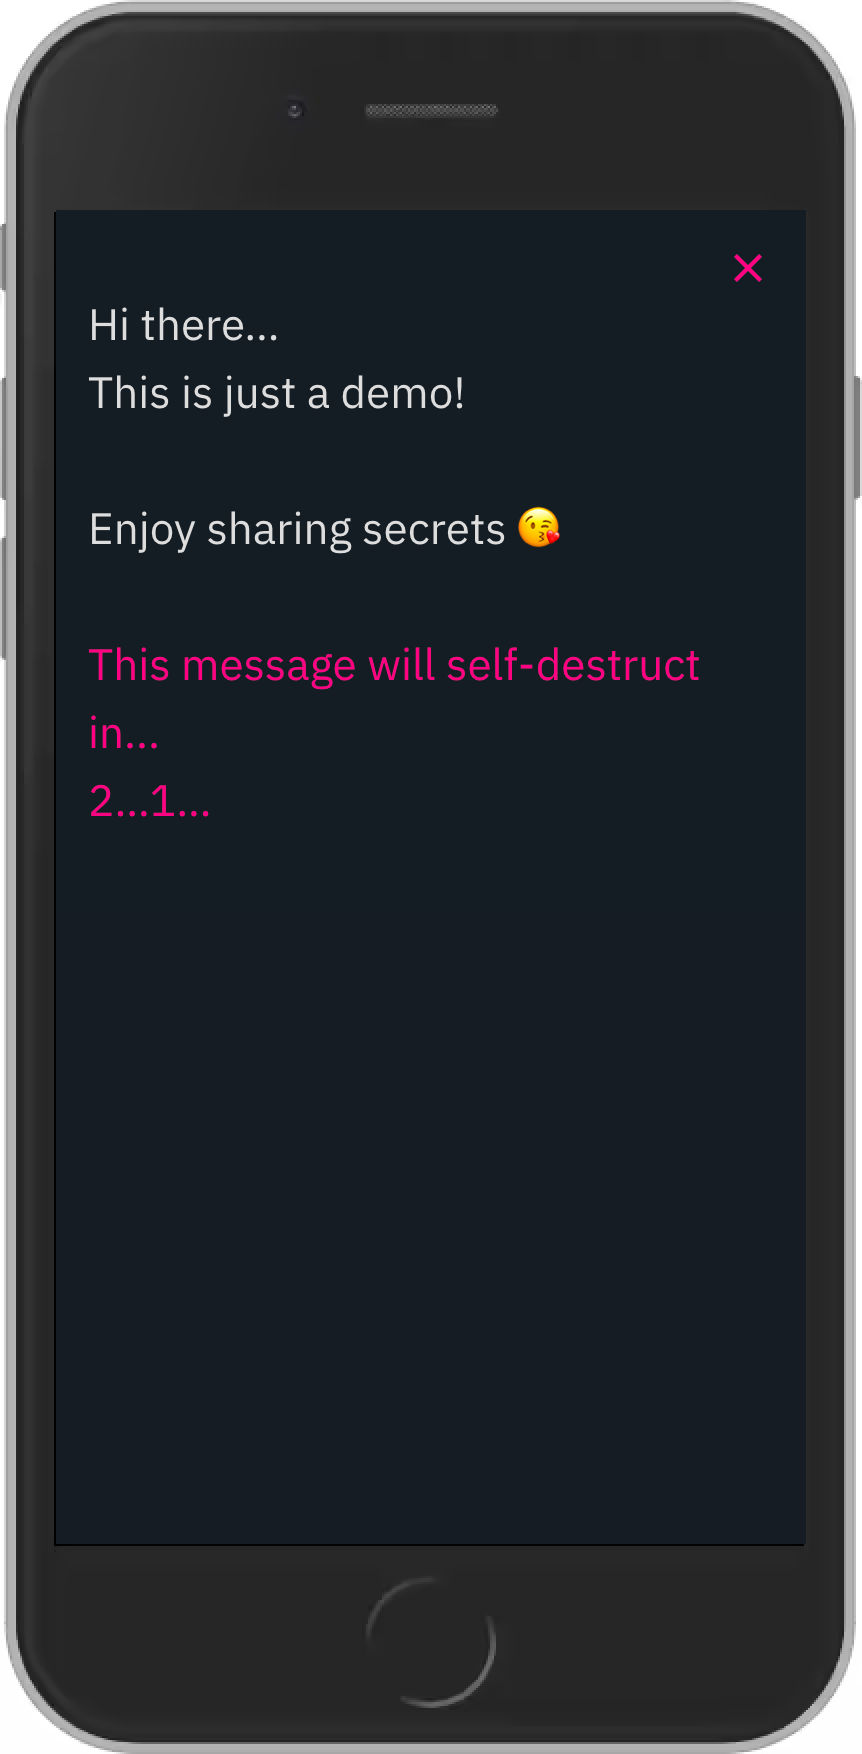 Hi there...
This is just a demo!
Enjoy sharing secrets 😘
This message will self-destruct
in...
2...1...